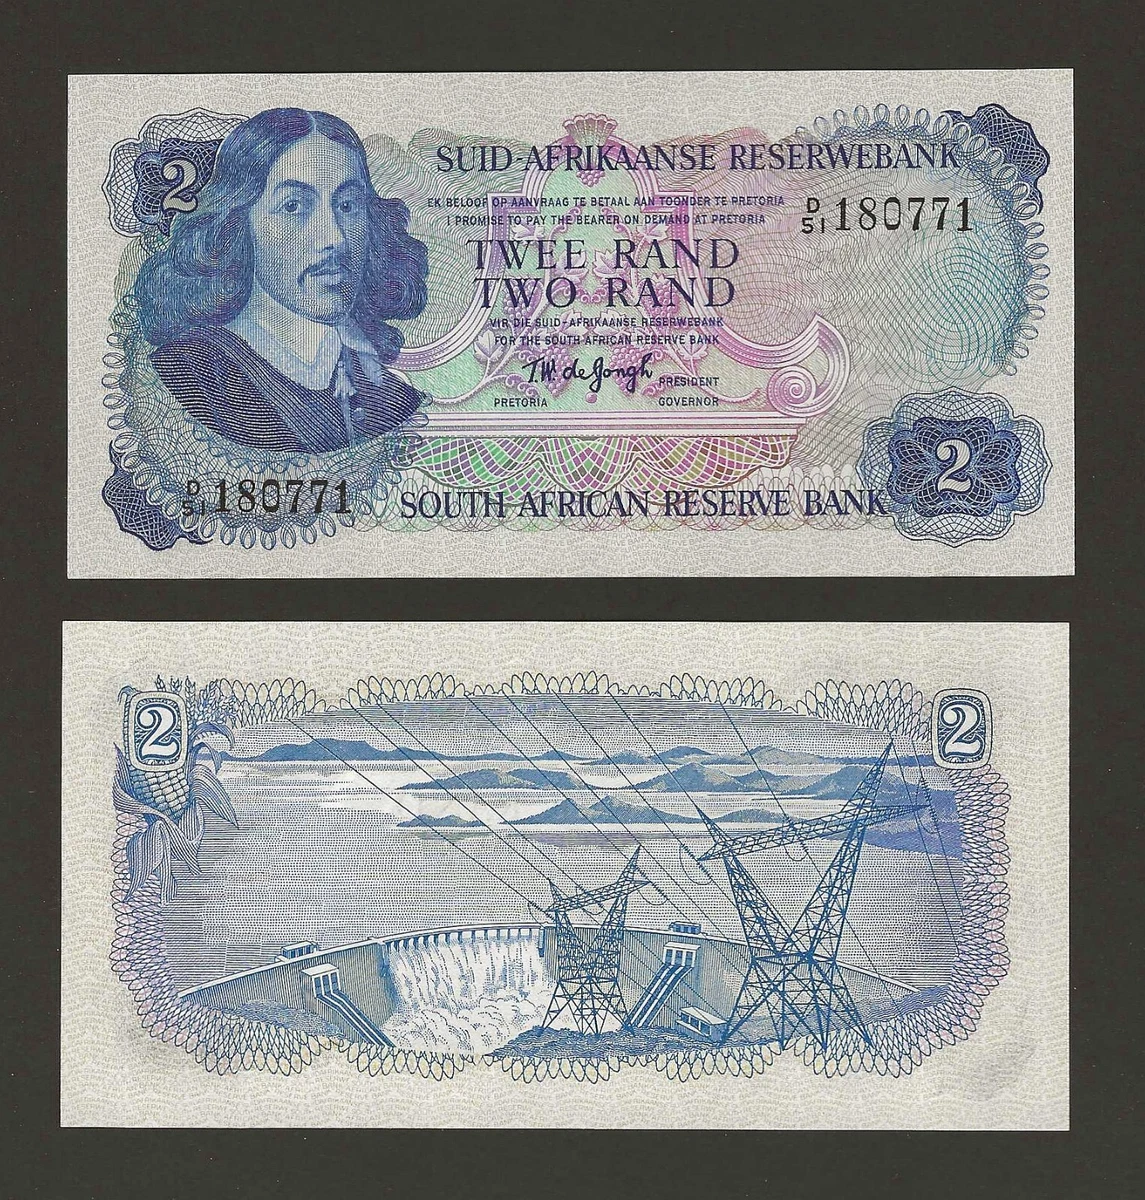 2
SUID-AFRIKAANSE RESERWEBANK
EK BELOOF OP AANVRAAG TE BETAAL AAN TOONDER TE PRETORIA
I PROMISE TO PAY THE BEARER ON DEMAND AT PRETORIA
D/51 180771
TWEE RAND
TWO RAND
VIR DIE SUID-AFRIKAANSE RESERWEBANK
FOR THE SOUTH AFRICAN RESERVE BANK
T.W. de Jongh
PRESIDENT
PRETORIA GOVERNOR
2
D/51 180771
SOUTH AFRICAN RESERVE BANK
2
2